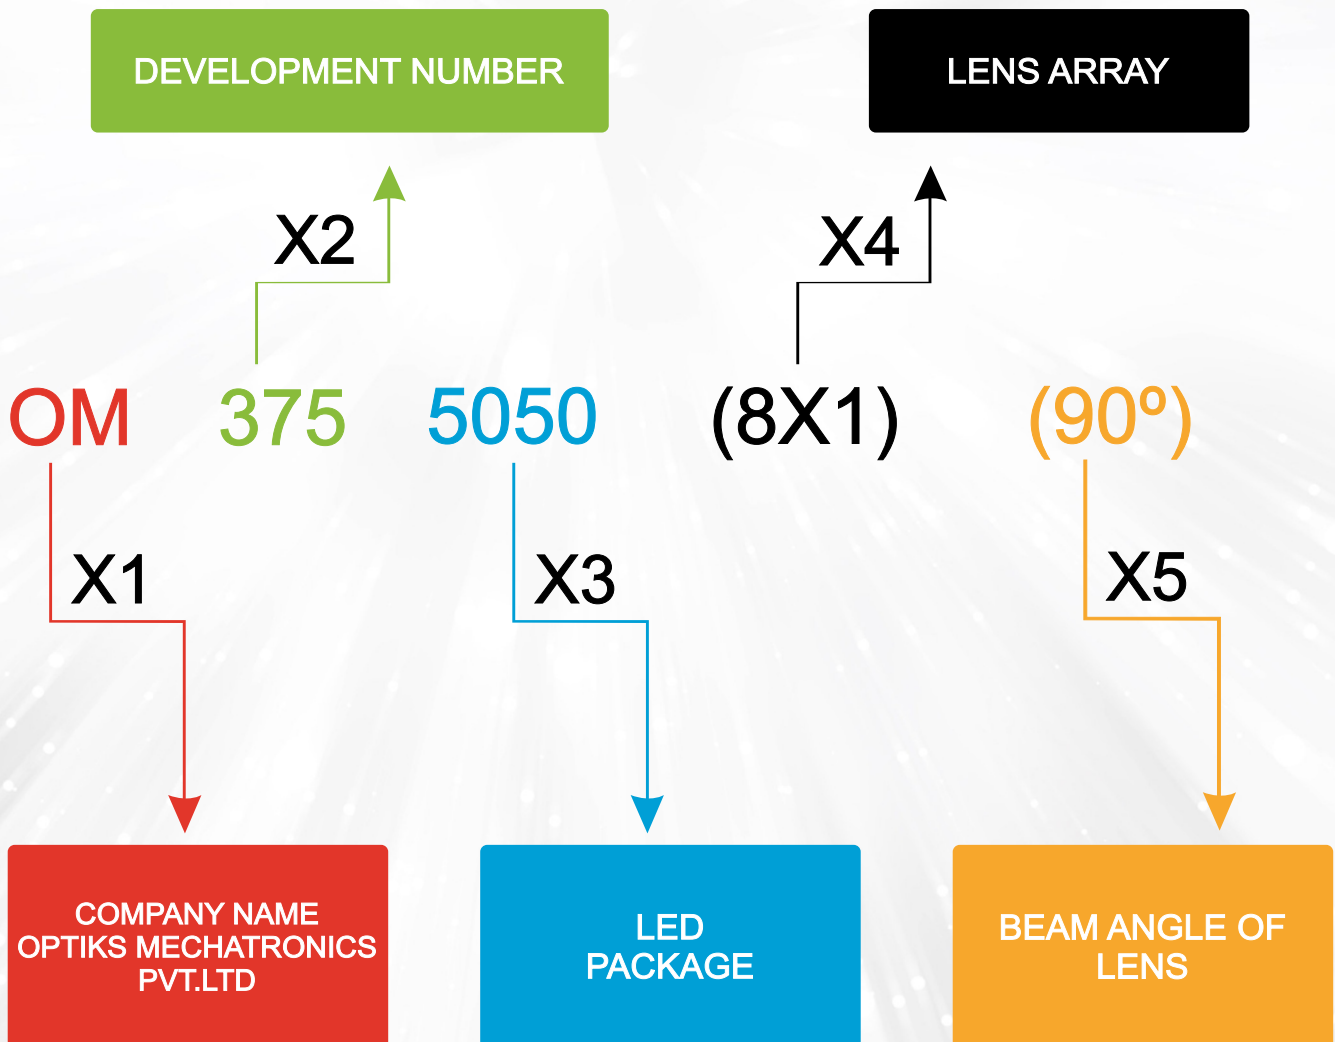 DEVELOPMENT NUMBER
LENS ARRAY
X2
X4
OM 375 5050 (8X1) (90º)
X1
X3
X5
COMPANY NAME
OPTIKS MECHATRONICS
PVT.LTD
LED
PACKAGE
BEAM ANGLE OF
LENS